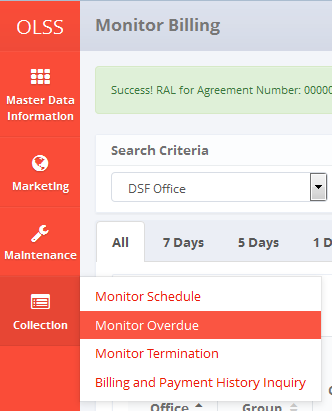 OLSS
Monitor Billing
Master Data
Information
Success! RAL for Agreement Number: 00000
Search Criteria
Marketing
DSF Office
Maintenance
All
7 Days
5 Days
1 D
Collection
Monitor Schedule
Monitor Overdue
Monitor Termination
Billing and Payment History Inquiry
Office
Group